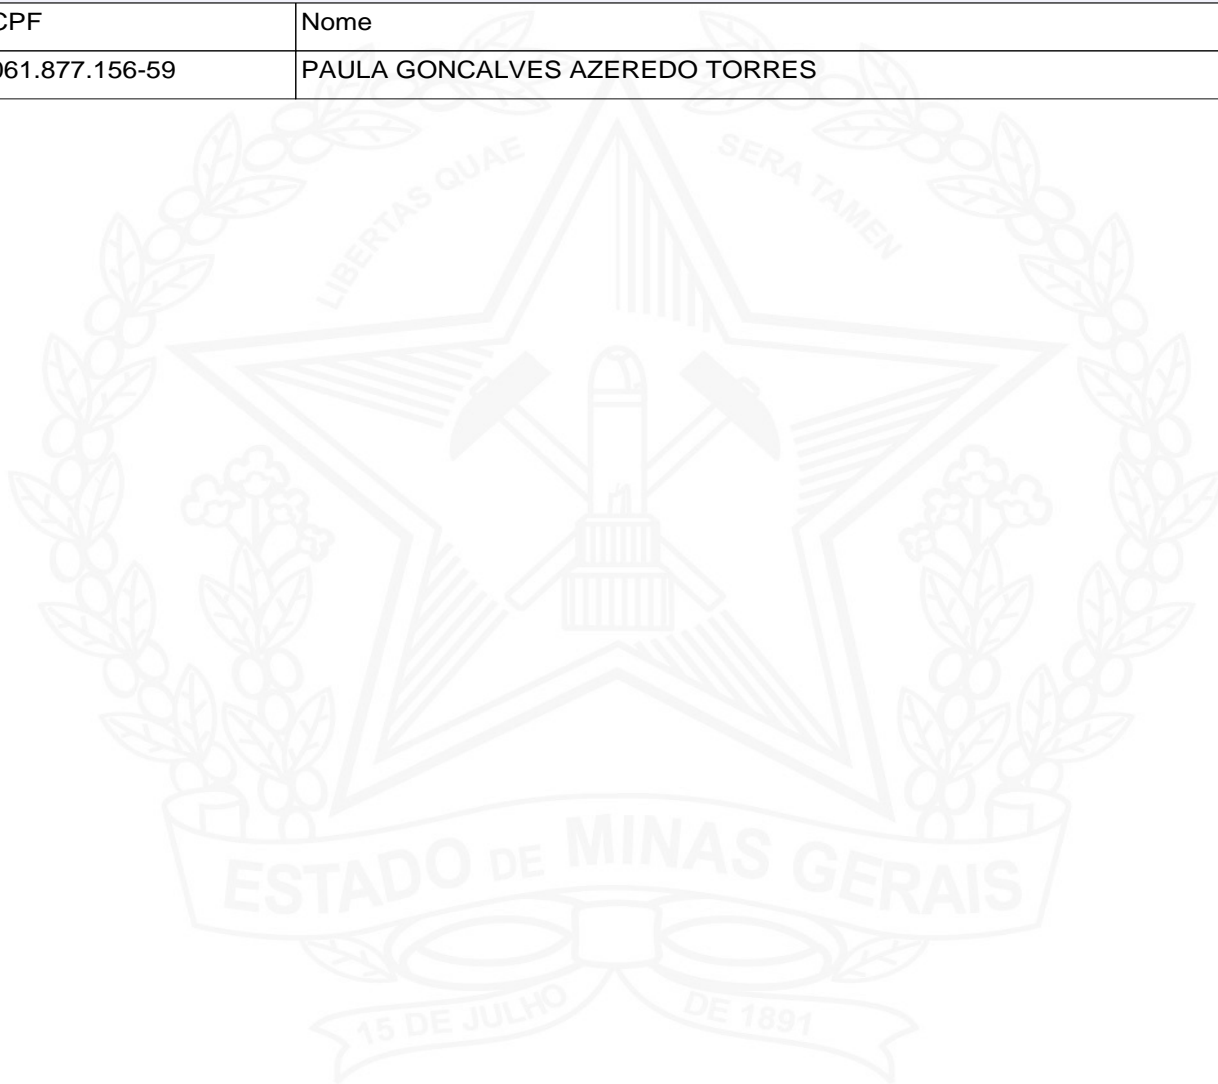 CPF Nome
061.877.156-59 PAULA GONCALVES AZEREDO TORRES
LIBERTAS QUAE SERA TAMEN
ESTADO DE MINAS GERAIS
15 DE JULHO DE 1891